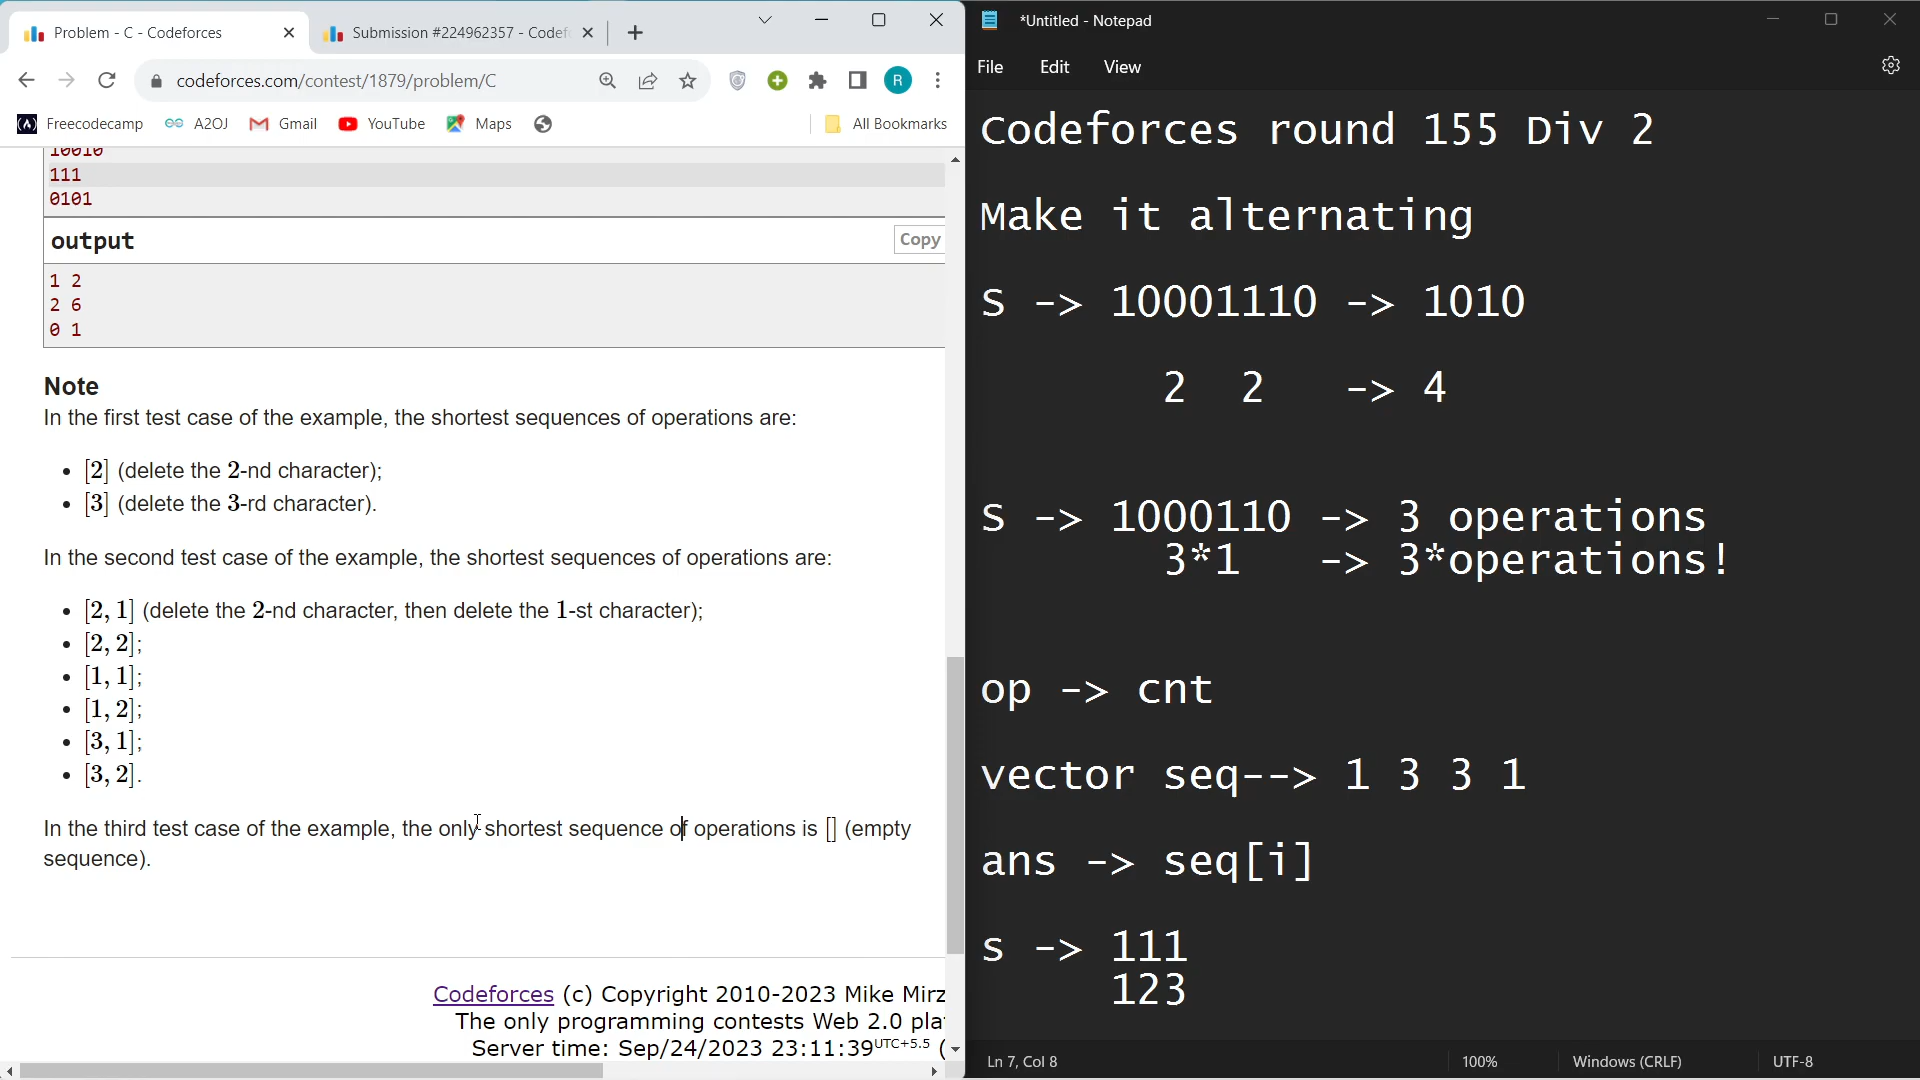 Problem - C - Codeforces
Submission #224962357 - Codef
codeforces.com/contest/1879/problem/C
R
Freecodecamp
A2OJ
Gmail
YouTube
Maps
All Bookmarks
10010
111
0101
output
Copy
1 2
2 6
0 1
Note
In the first test case of the example, the shortest sequences of operations are:
• [2] (delete the 2-nd character);
• [3] (delete the 3-rd character).
In the second test case of the example, the shortest sequences of operations are:
• [2, 1] (delete the 2-nd character, then delete the 1-st character);
• [2, 2];
• [1, 1];
• [1, 2];
• [3, 1];
• [3, 2].
In the third test case of the example, the only shortest sequence of operations is [] (empty
sequence).
Codeforces (c) Copyright 2010-2023 Mike Mirz
The only programming contests Web 2.0 pla
Server time: Sep/24/2023 23:11:39 UTC+5.5 (
*Untitled - Notepad
File Edit View
Codeforces round 155 Div 2
Make it alternating
S -> 10001110 -> 1010
2 2 -> 4
S -> 1000110 -> 3 operations
3*1 -> 3*operations!
op -> cnt
vector seq--> 1 3 3 1
ans -> seq[i]
s -> 111
123
Ln 7, Col 8
100%
Windows (CRLF)
UTF-8